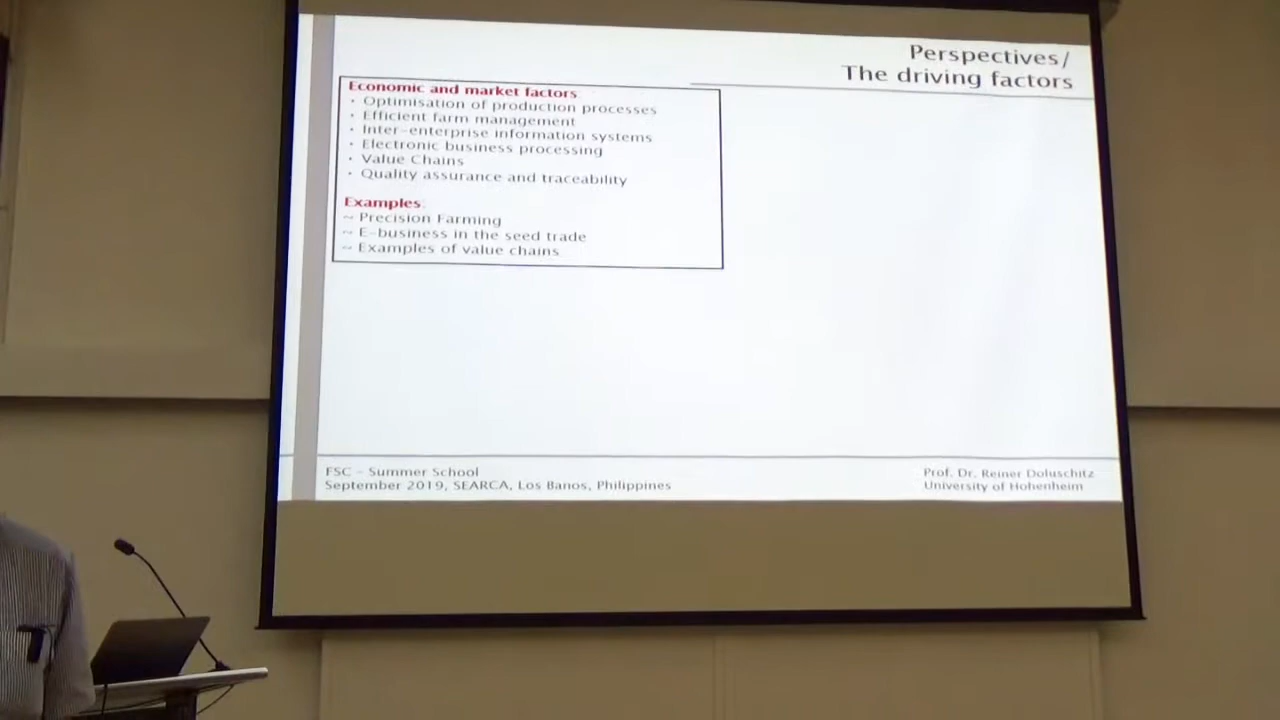 Perspectives/
The driving factors
Economic and market factors
· Optimisation of production processes
· Efficient farm management
· Inter-enterprise information systems
· Electronic business processing
· Value Chains
· Quality assurance and traceability
Examples:
~ Precision Farming
~ E-business in the seed trade
~ Examples of value chains
FSC - Summer School
September 2019, SEARCA, Los Banos, Philippines
Prof. Dr. Reiner Doluschitz
University of Hohenheim